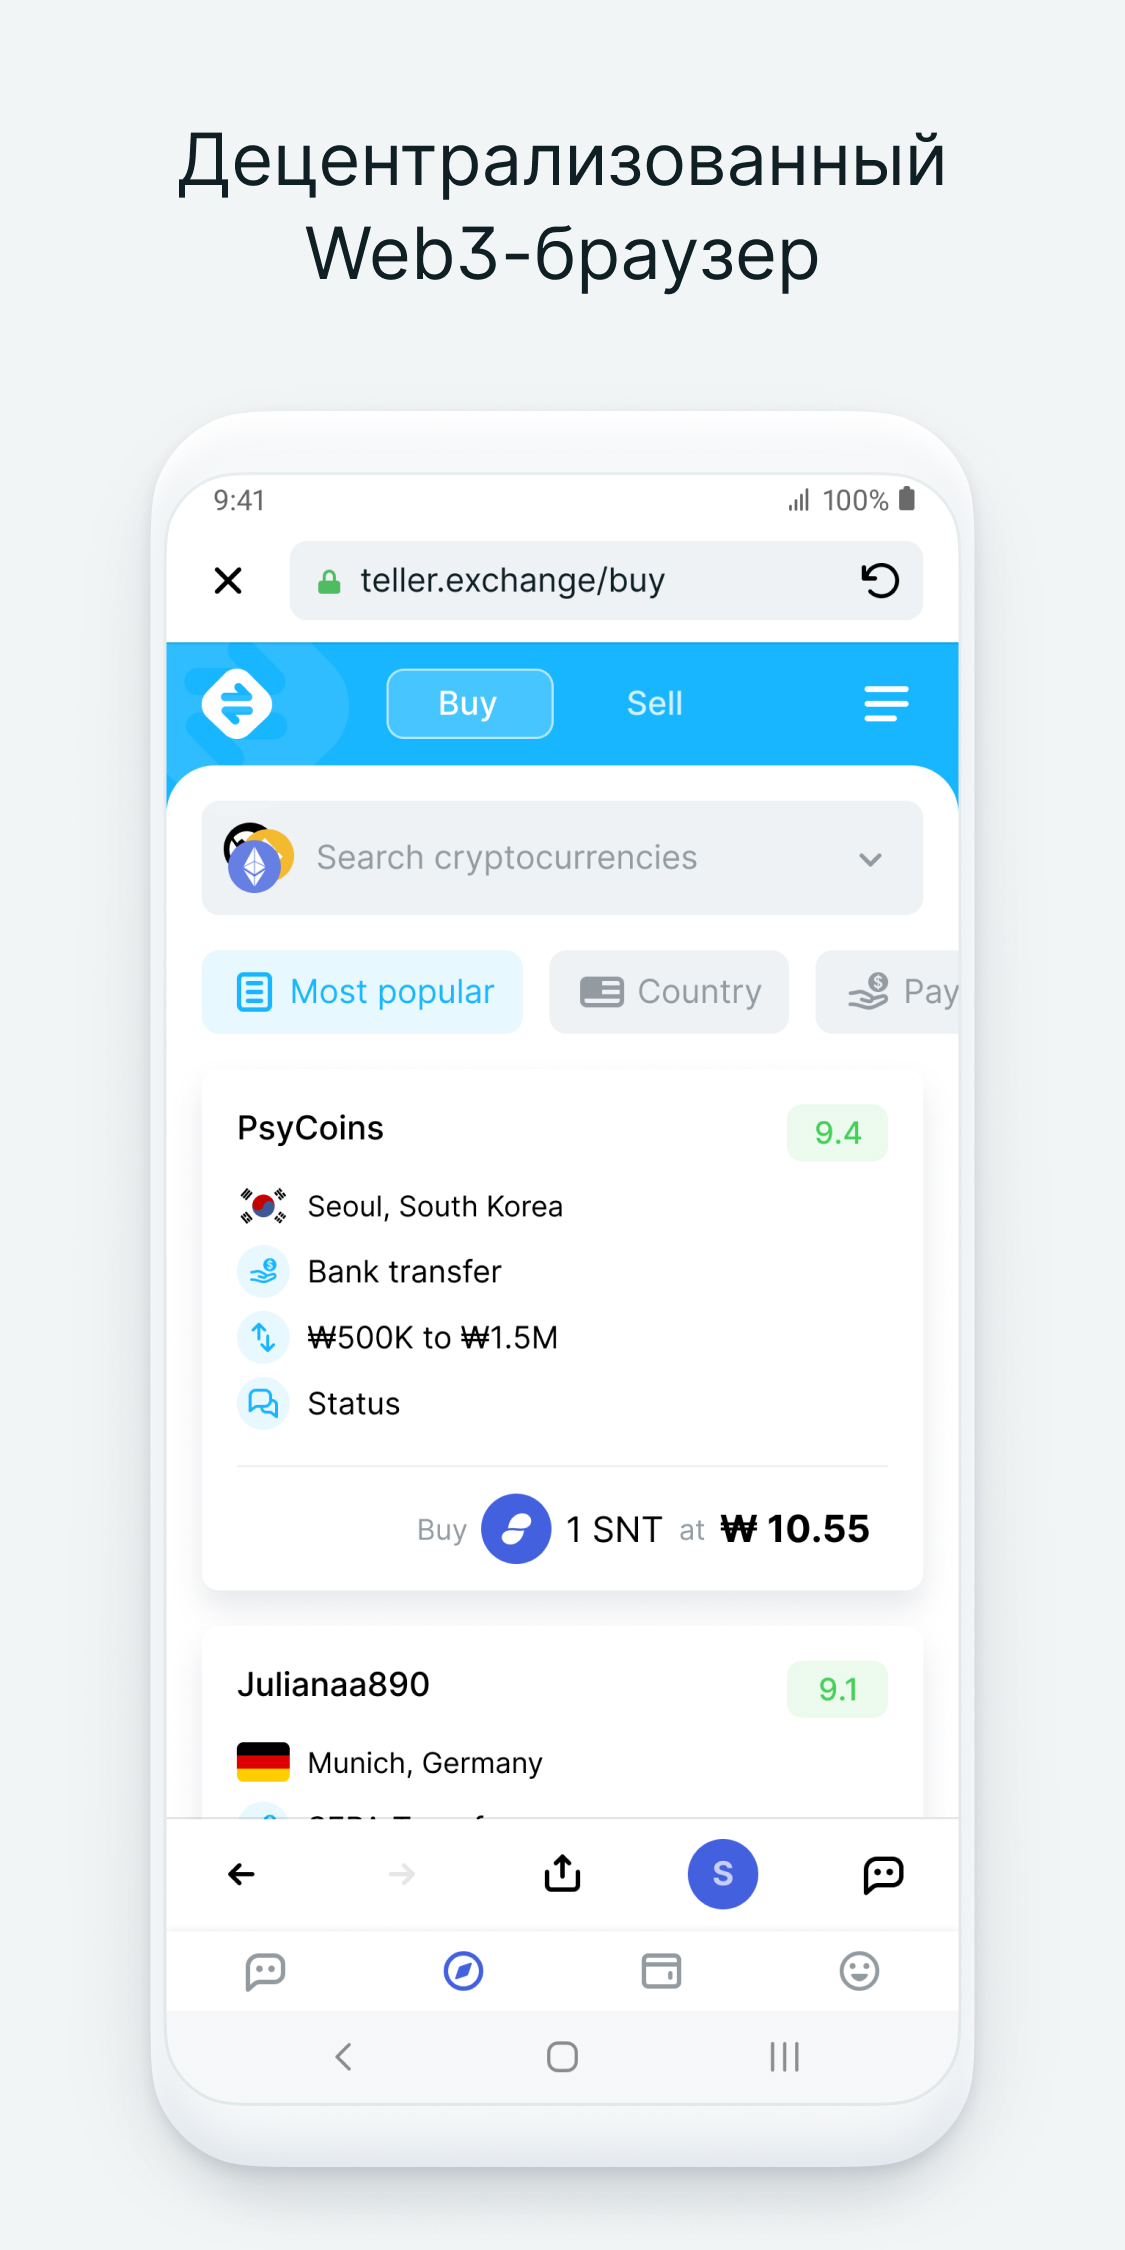 Децентрализованный
Web3-браузер
9:41
100%
teller.exchange/buy
Buy
Sell
Search cryptocurrencies
Most popular
Country
Pay
PsyCoins
9.4
Seoul, South Korea
Bank transfer
₩500K to ₩1.5M
Status
Buy 1 SNT at ₩ 10.55
Julianaa890
9.1
Munich, Germany
S